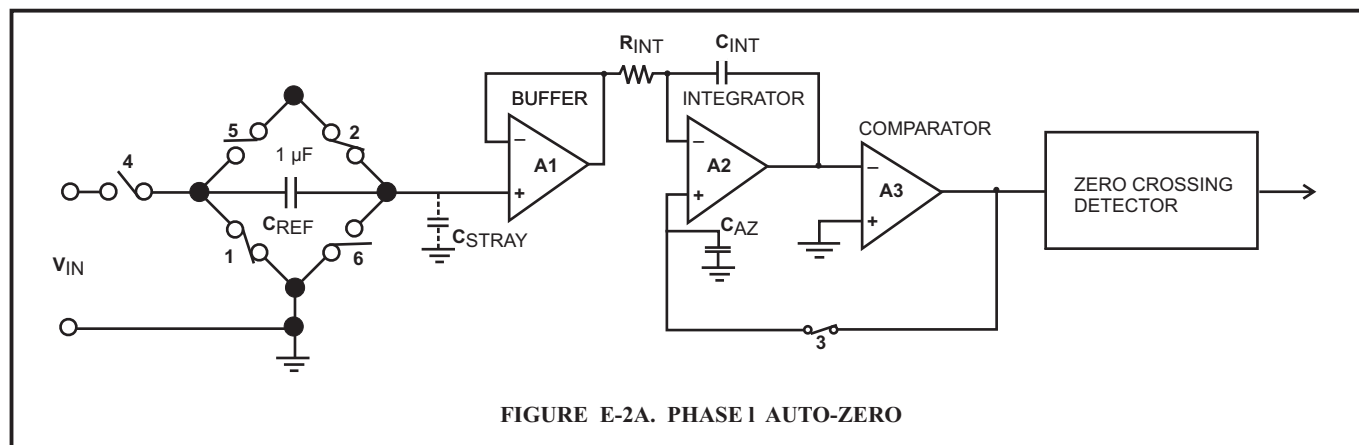 RINT
CINT
BUFFER
INTEGRATOR
COMPARATOR
5
2
1 µF
4
A1
A2
A3
ZERO CROSSING
DETECTOR
CREF
CSTRAY
CAZ
1
6
VIN
3
− + − + − +
FIGURE E-2A. PHASE l AUTO-ZERO